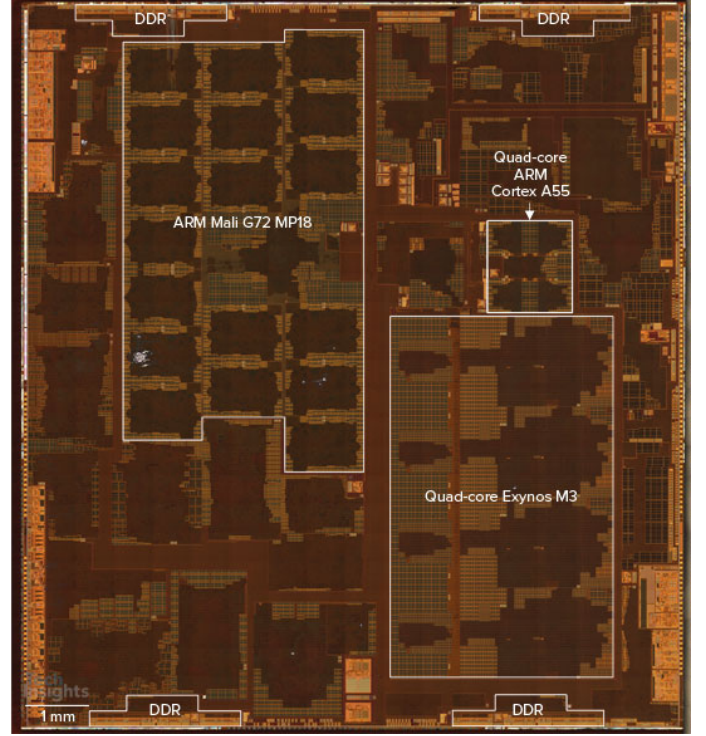 DDR
DDR
Quad-core
ARM
Cortex A55
ARM Mali G72 MP18
Quad-core Exynos M3
Tech
Insights
1 mm
DDR
DDR